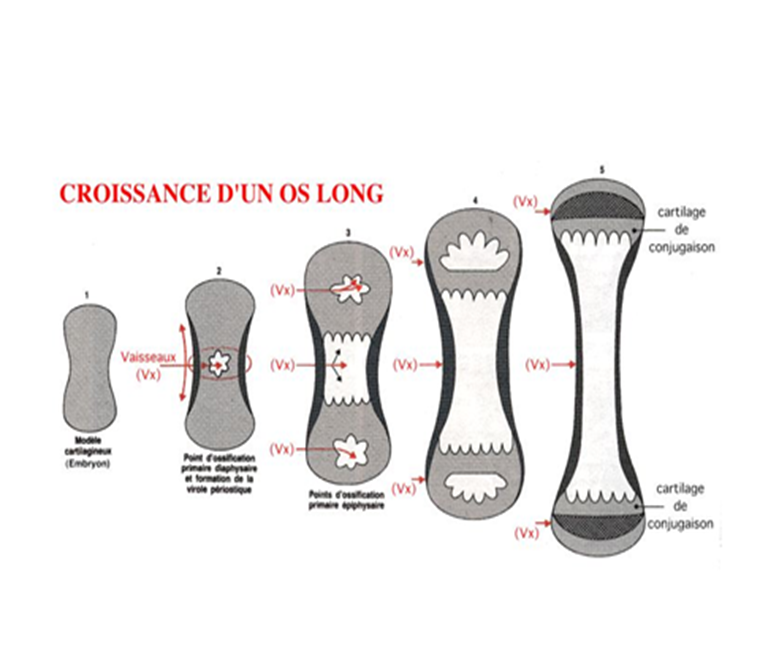 CROISSANCE D'UN OS LONG
1
Modèle
cartilagineux
(Embryon)
2
Vaisseaux
(Vx)
Point d'ossification
primaire diaphysaire
et formation de la
virole périostique
3
(Vx)
(Vx)
(Vx)
Points d'ossification
primaire épiphysaire
4
(Vx)
(Vx)
(Vx)
5
(Vx)
cartilage
de
conjugaison
(Vx)
cartilage
de
conjugaison
(Vx)